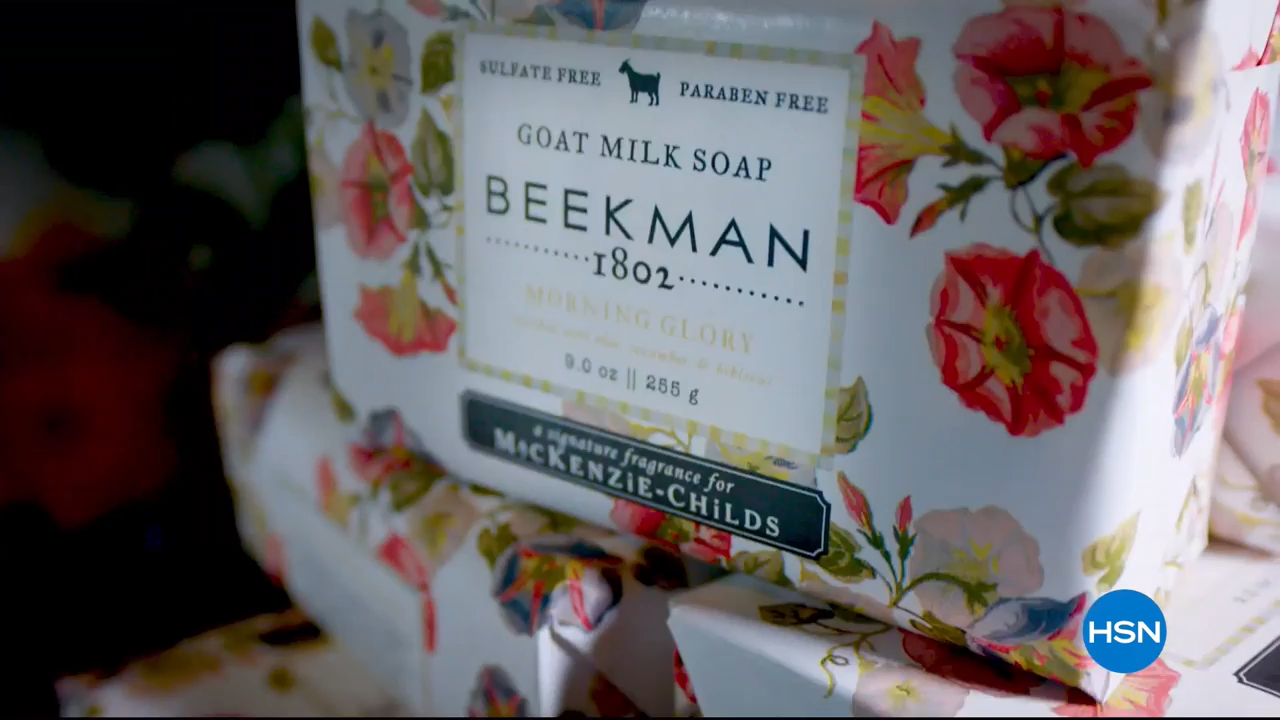 SULFATE FREE PARABEN FREE
GOAT MILK SOAP
BEEKMAN
1802
MORNING GLORY
9.0 oz || 255 g
a signature fragrance for
McKENZiE-CHiLDS
HSN